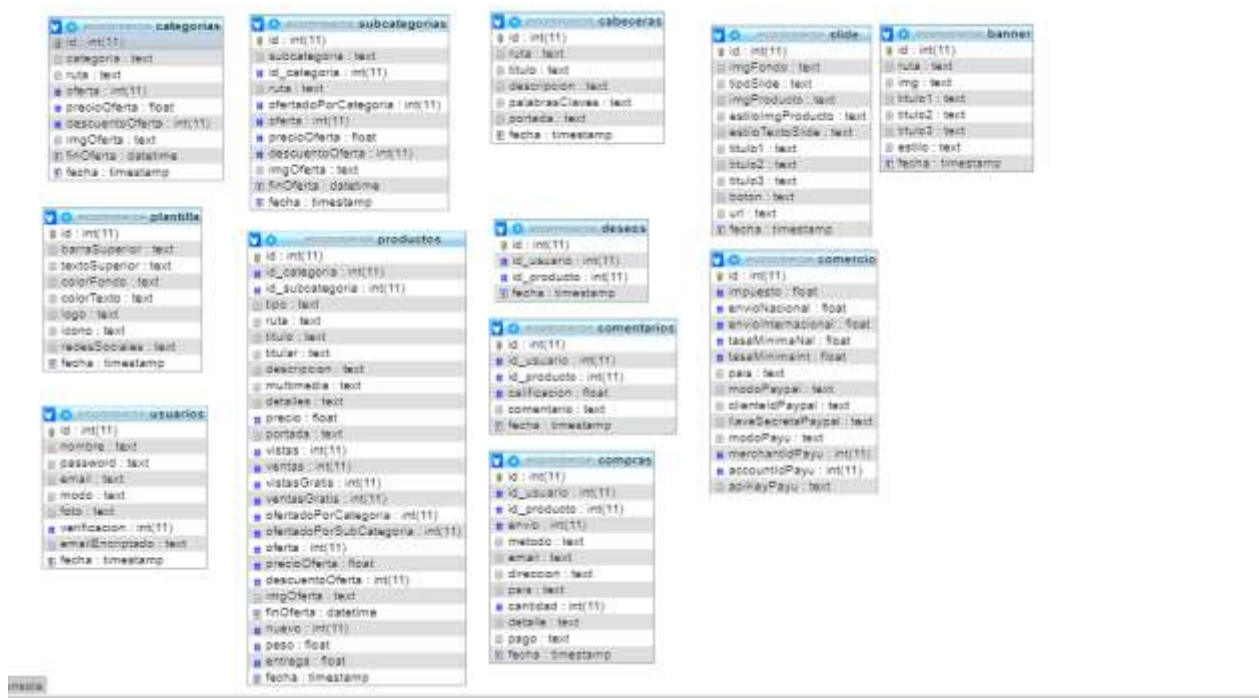 categorias
id : int(11)
categoria : text
ruta : text
oferta : int(11)
precioOferta : float
descuentoOferta : int(11)
imgOferta : text
finOferta : datetime
fecha : timestamp
subcategorias
id : int(11)
subcategoria : text
id_categoria : int(11)
ruta : text
ofertadoPorCategoria : int(11)
oferta : int(11)
precioOferta : float
descuentoOferta : int(11)
imgOferta : text
finOferta : datetime
fecha : timestamp
cabeceras
id : int(11)
ruta : text
titulo : text
descripcion : text
palabrasClaves : text
portada : text
fecha : timestamp
slide
id : int(11)
imgFondo : text
tipoSlide : text
imgProducto : text
estiloImgProducto : text
estiloTextoSlide : text
titulo1 : text
titulo2 : text
titulo3 : text
boton : text
url : text
fecha : timestamp
banner
id : int(11)
ruta : text
img : text
titulo1 : text
titulo2 : text
titulo3 : text
estilo : text
fecha : timestamp
plantilla
id : int(11)
barraSuperior : text
textoSuperior : text
colorFondo : text
colorTexto : text
logo : text
icono : text
redesSociales : text
fecha : timestamp
productos
id : int(11)
id_categoria : int(11)
id_subcategoria : int(11)
tipo : text
ruta : text
titulo : text
titular : text
descripcion : text
multimedia : text
detalles : text
precio : float
portada : text
vistas : int(11)
ventas : int(11)
vistasGratis : int(11)
ventasGratis : int(11)
ofertadoPorCategoria : int(11)
ofertadoPorSubCategoria : int(11)
oferta : int(11)
precioOferta : float
descuentoOferta : int(11)
imgOferta : text
finOferta : datetime
nuevo : int(11)
peso : float
entrega : float
fecha : timestamp
deseos
id : int(11)
id_usuario : int(11)
id_producto : int(11)
fecha : timestamp
comercio
id : int(11)
impuesto : float
envioNacional : float
envioInternacional : float
tasaMinimaNal : float
tasaMinimaInt : float
pais : text
modoPaypal : text
clienteIdPaypal : text
llaveSecretaPaypal : text
modoPayu : text
merchantIdPayu : int(11)
accountIdPayu : int(11)
apiKeyPayu : text
comentarios
id : int(11)
id_usuario : int(11)
id_producto : int(11)
calificacion : float
comentario : text
fecha : timestamp
usuarios
id : int(11)
nombre : text
password : text
email : text
modo : text
foto : text
verificacion : int(11)
emailEncriptado : text
fecha : timestamp
compras
id : int(11)
id_usuario : int(11)
id_producto : int(11)
envio : int(11)
metodo : text
email : text
direccion : text
pais : text
cantidad : int(11)
detalle : text
pago : text
fecha : timestamp